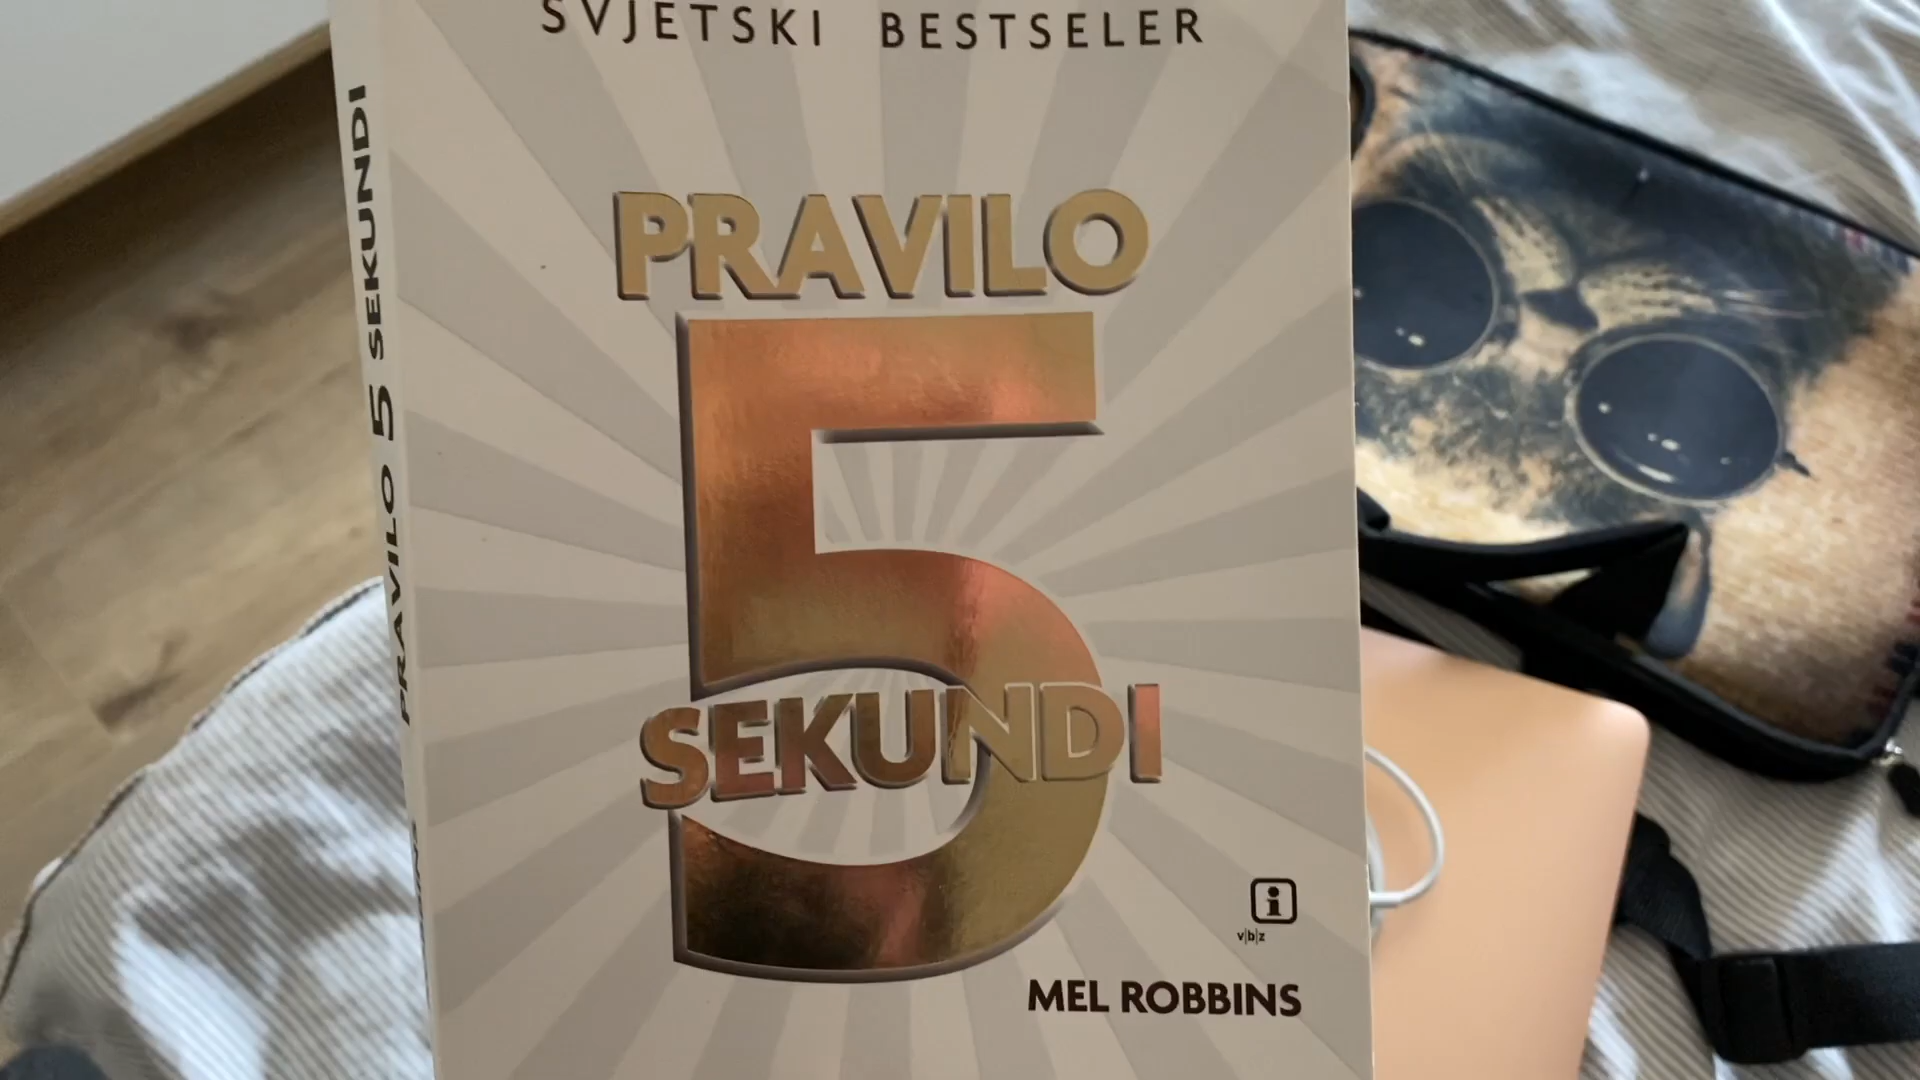 SVJETSKI BESTSELER
PRAVILO
5
SEKUNDI
v|b|z
MEL ROBBINS
PRAVILO 5 SEKUNDI